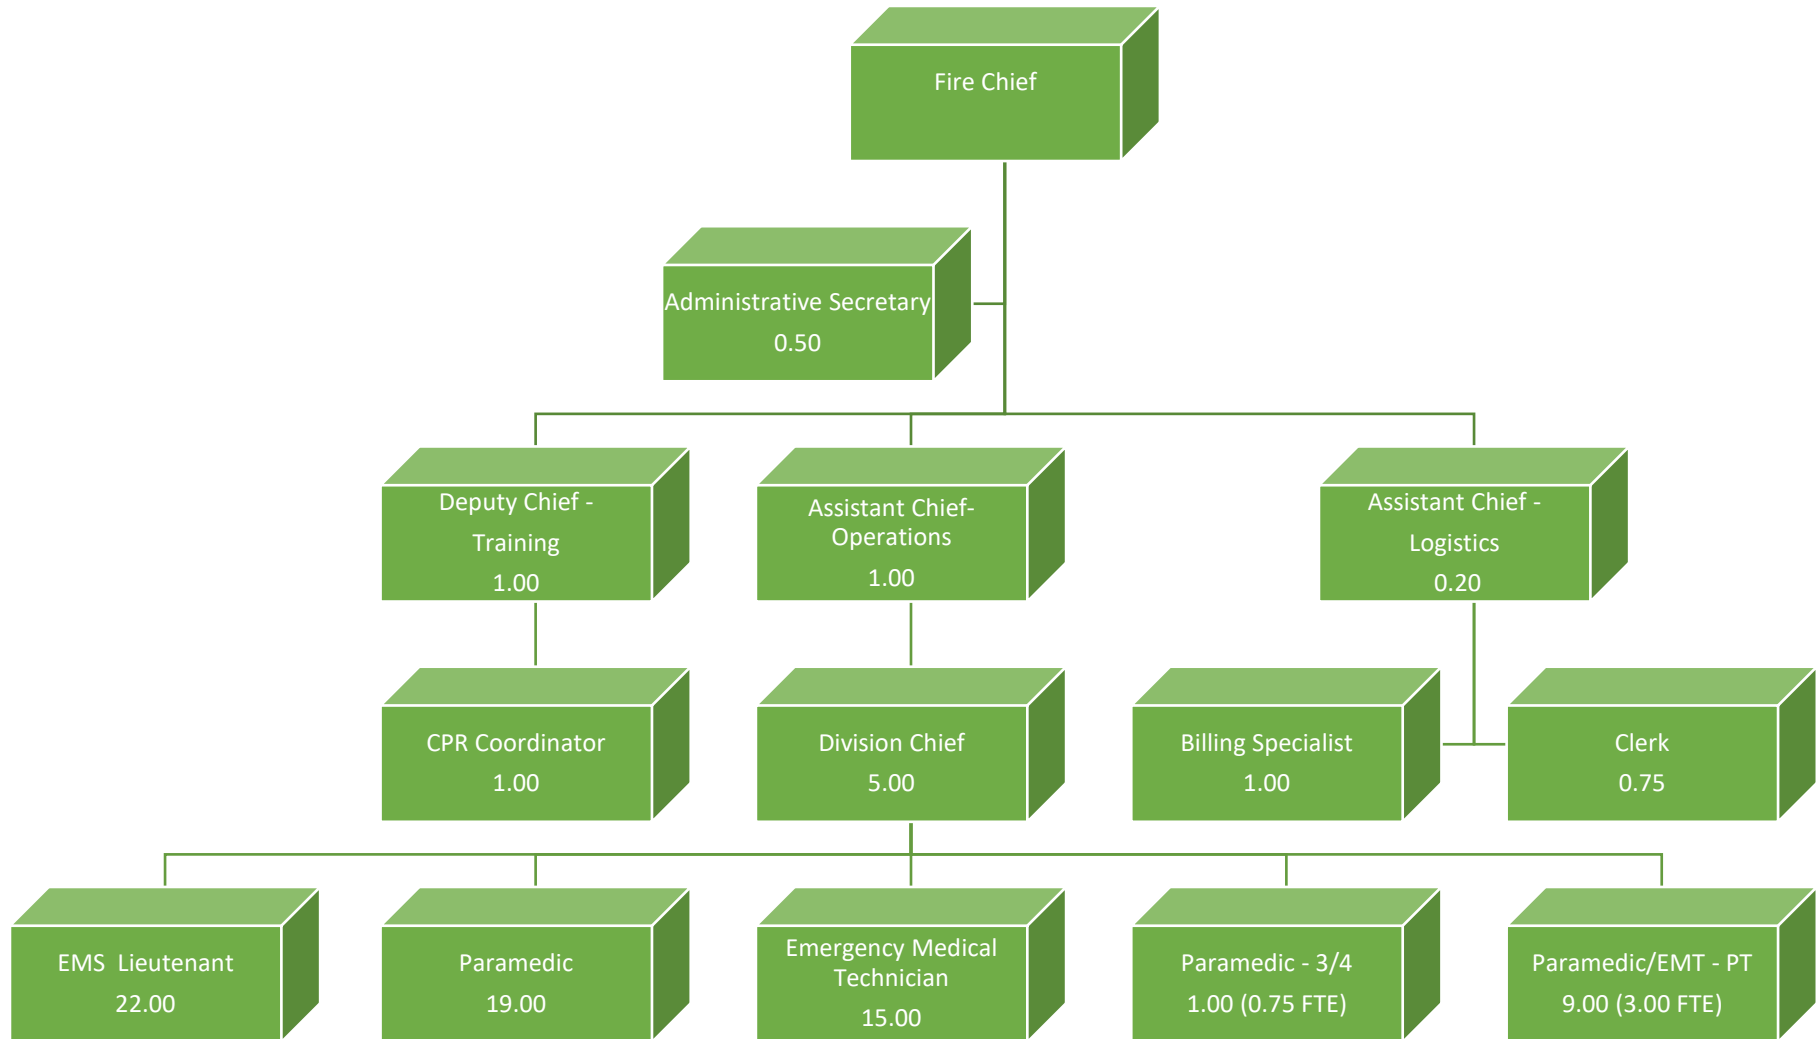 Fire Chief
Administrative Secretary
0.50
Deputy Chief -
Training
1.00
Assistant Chief-
Operations
1.00
Assistant Chief -
Logistics
0.20
CPR Coordinator
1.00
Division Chief
5.00
Billing Specialist
1.00
Clerk
0.75
EMS  Lieutenant
22.00
Paramedic
19.00
Emergency Medical
Technician
15.00
Paramedic - 3/4
1.00 (0.75 FTE)
Paramedic/EMT - PT
9.00 (3.00 FTE)